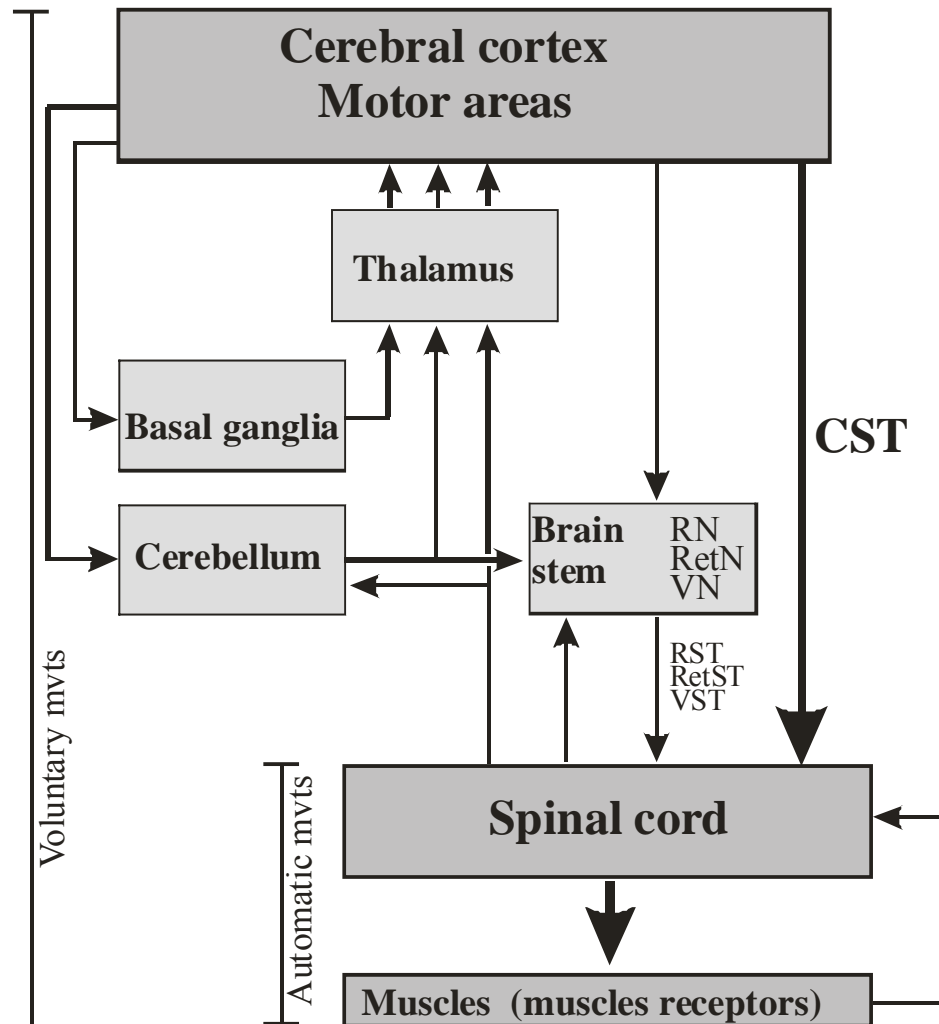 Cerebral cortex
Motor areas
Thalamus
Basal ganglia
CST
Cerebellum
Brain
stem
RN
RetN
VN
RST
RetST
VST
Voluntary mvts
Automatic mvts
Spinal cord
Muscles (muscles receptors)